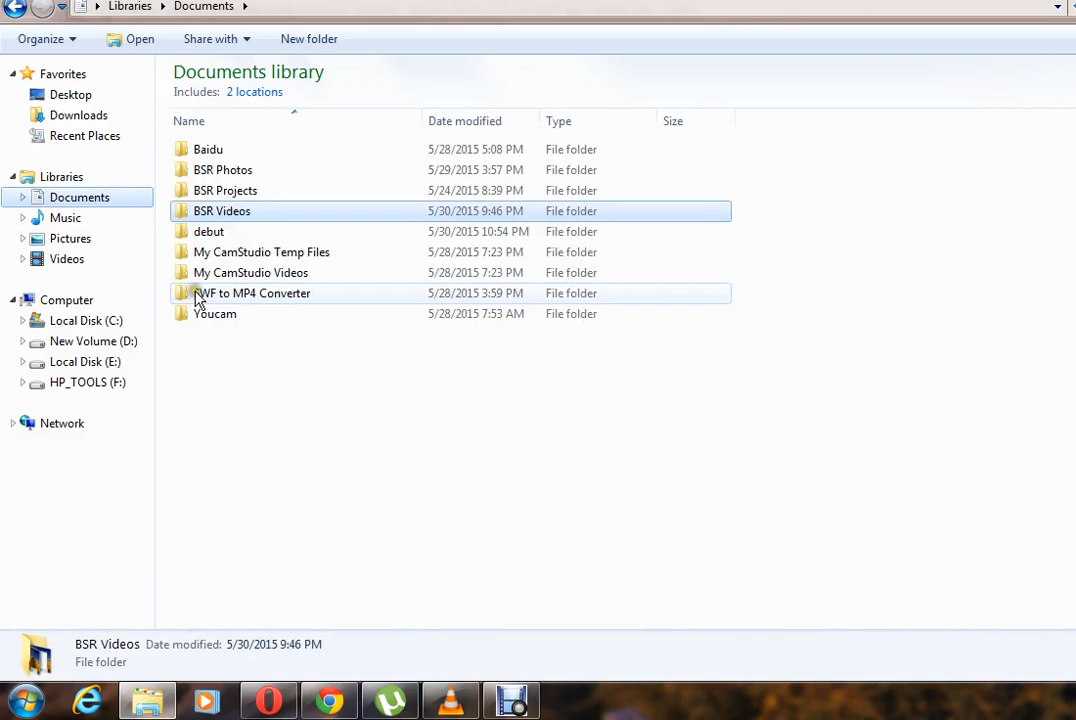 Libraries Documents
Organize Open Share with New folder
Documents library
Includes: 2 locations
Name Date modified Type Size
Favorites
Desktop
Downloads
Recent Places
Libraries
Documents
Music
Pictures
Videos
Computer
Local Disk (C:)
New Volume (D:)
Local Disk (E:)
HP_TOOLS (F:)
Network
Baidu 5/28/2015 5:08 PM File folder
BSR Photos 5/29/2015 3:57 PM File folder
BSR Projects 5/24/2015 8:39 PM File folder
BSR Videos 5/30/2015 9:46 PM File folder
debut 5/30/2015 10:54 PM File folder
My CamStudio Temp Files 5/28/2015 7:23 PM File folder
My CamStudio Videos 5/28/2015 7:23 PM File folder
to MP4 Converter 5/28/2015 3:59 PM File folder
Youcam 5/28/2015 7:53 AM File folder
BSR Videos Date modified: 5/30/2015 9:46 PM
File folder